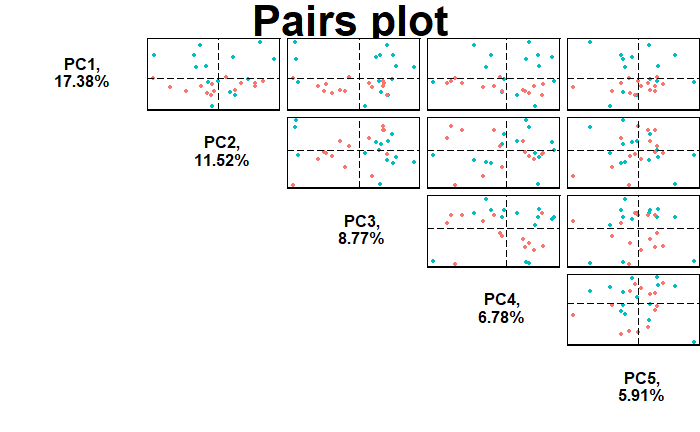 Pairs plot
PC1,
17.38%
PC2,
11.52%
PC3,
8.77%
PC4,
6.78%
PC5,
5.91%